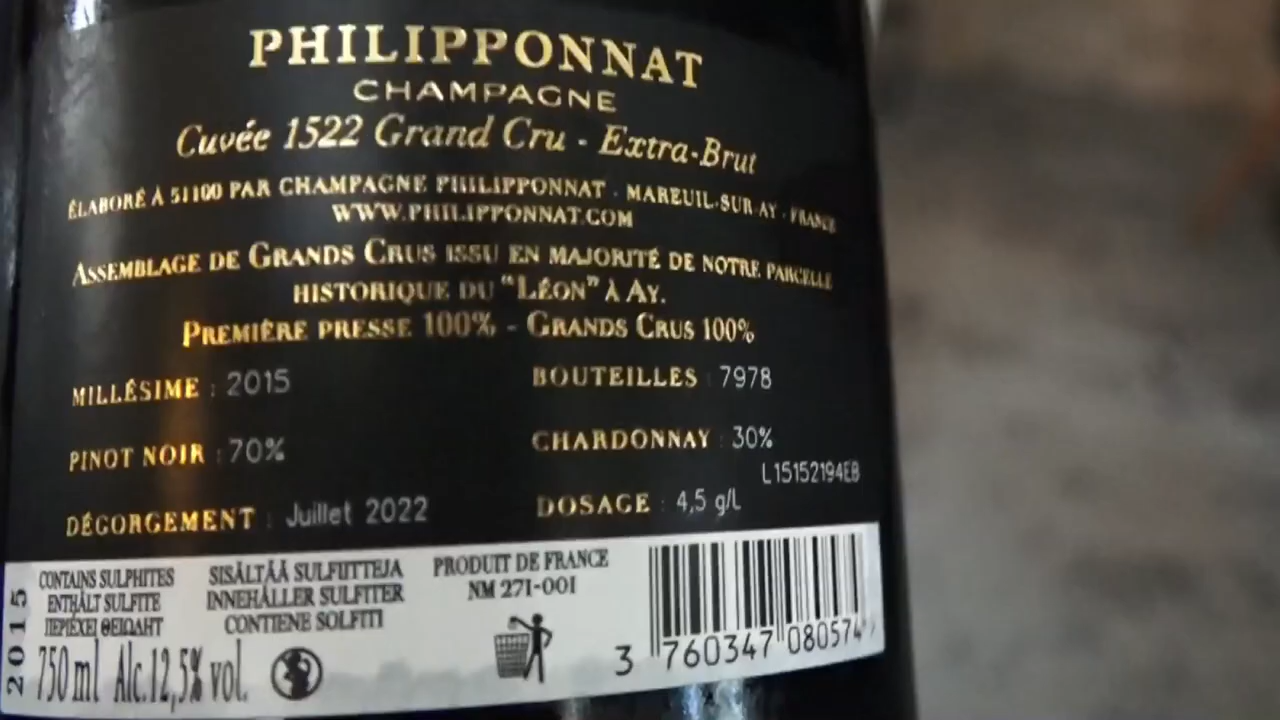 PHILIPPONNAT
CHAMPAGNE
Cuvée 1522 Grand Cru - Extra-Brut
ÉLABORÉ À 51100 PAR CHAMPAGNE PHILIPPONNAT - MAREUIL-SUR-AY - FRANCE
WWW.PHILIPPONNAT.COM
ASSEMBLAGE DE GRANDS CRUS ISSU EN MAJORITÉ DE NOTRE PARCELLE
HISTORIQUE DU "LÉON" À AY.
PREMIÈRE PRESSE 100% - GRANDS CRUS 100%
MILLÉSIME : 2015
BOUTEILLES : 7978
PINOT NOIR : 70%
CHARDONNAY : 30%
L15152194EB
DÉGORGEMENT : Juillet 2022
DOSAGE : 4,5 g/L
2015
CONTAINS SULPHITES
ENTHÄLT SULFITE
ΠΕΡΙΕΧΕΙ ΘΕΙΩΔΗ
SISÄLTÄÄ SULFIITTEJA
INNEHÅLLER SULFITER
CONTIENE SOLFITI
PRODUIT DE FRANCE
NM 271-001
750 ml Alc.12,5% vol.
3 760347 080574